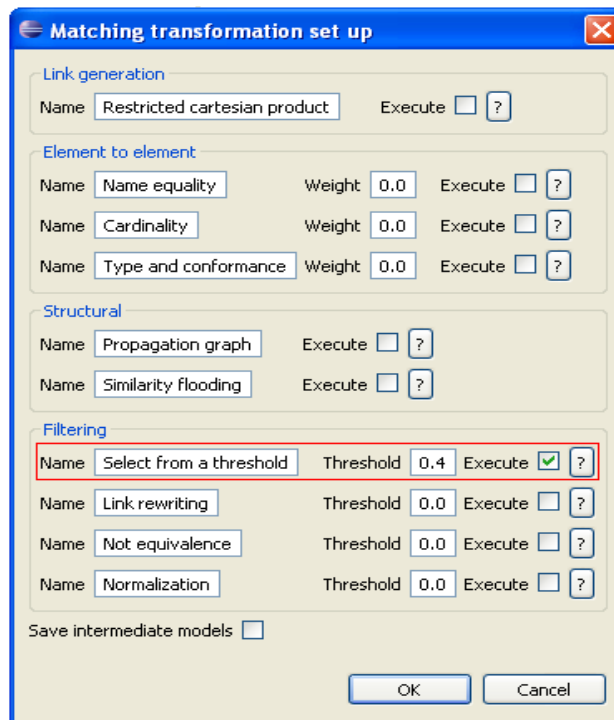 Matching transformation set up
Link generation
Name Restricted cartesian product Execute ?
Element to element
Name Name equality Weight 0.0 Execute ?
Name Cardinality Weight 0.0 Execute ?
Name Type and conformance Weight 0.0 Execute ?
Structural
Name Propagation graph Execute ?
Name Similarity flooding Execute ?
Filtering
Name Select from a threshold Threshold 0.4 Execute ?
Name Link rewriting Threshold 0.0 Execute ?
Name Not equivalence Threshold 0.0 Execute ?
Name Normalization Threshold 0.0 Execute ?
Save intermediate models
OK Cancel